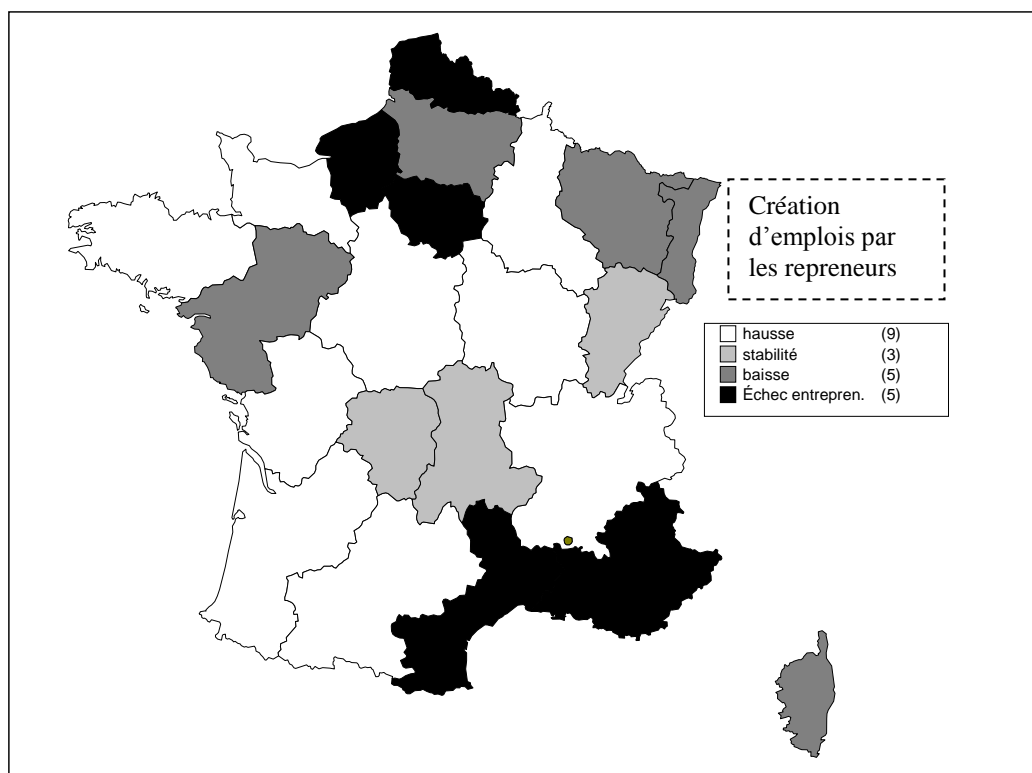 Création
d’emplois par
les repreneurs
hausse (9)
stabilité (3)
baisse (5)
Échec entrepren. (5)